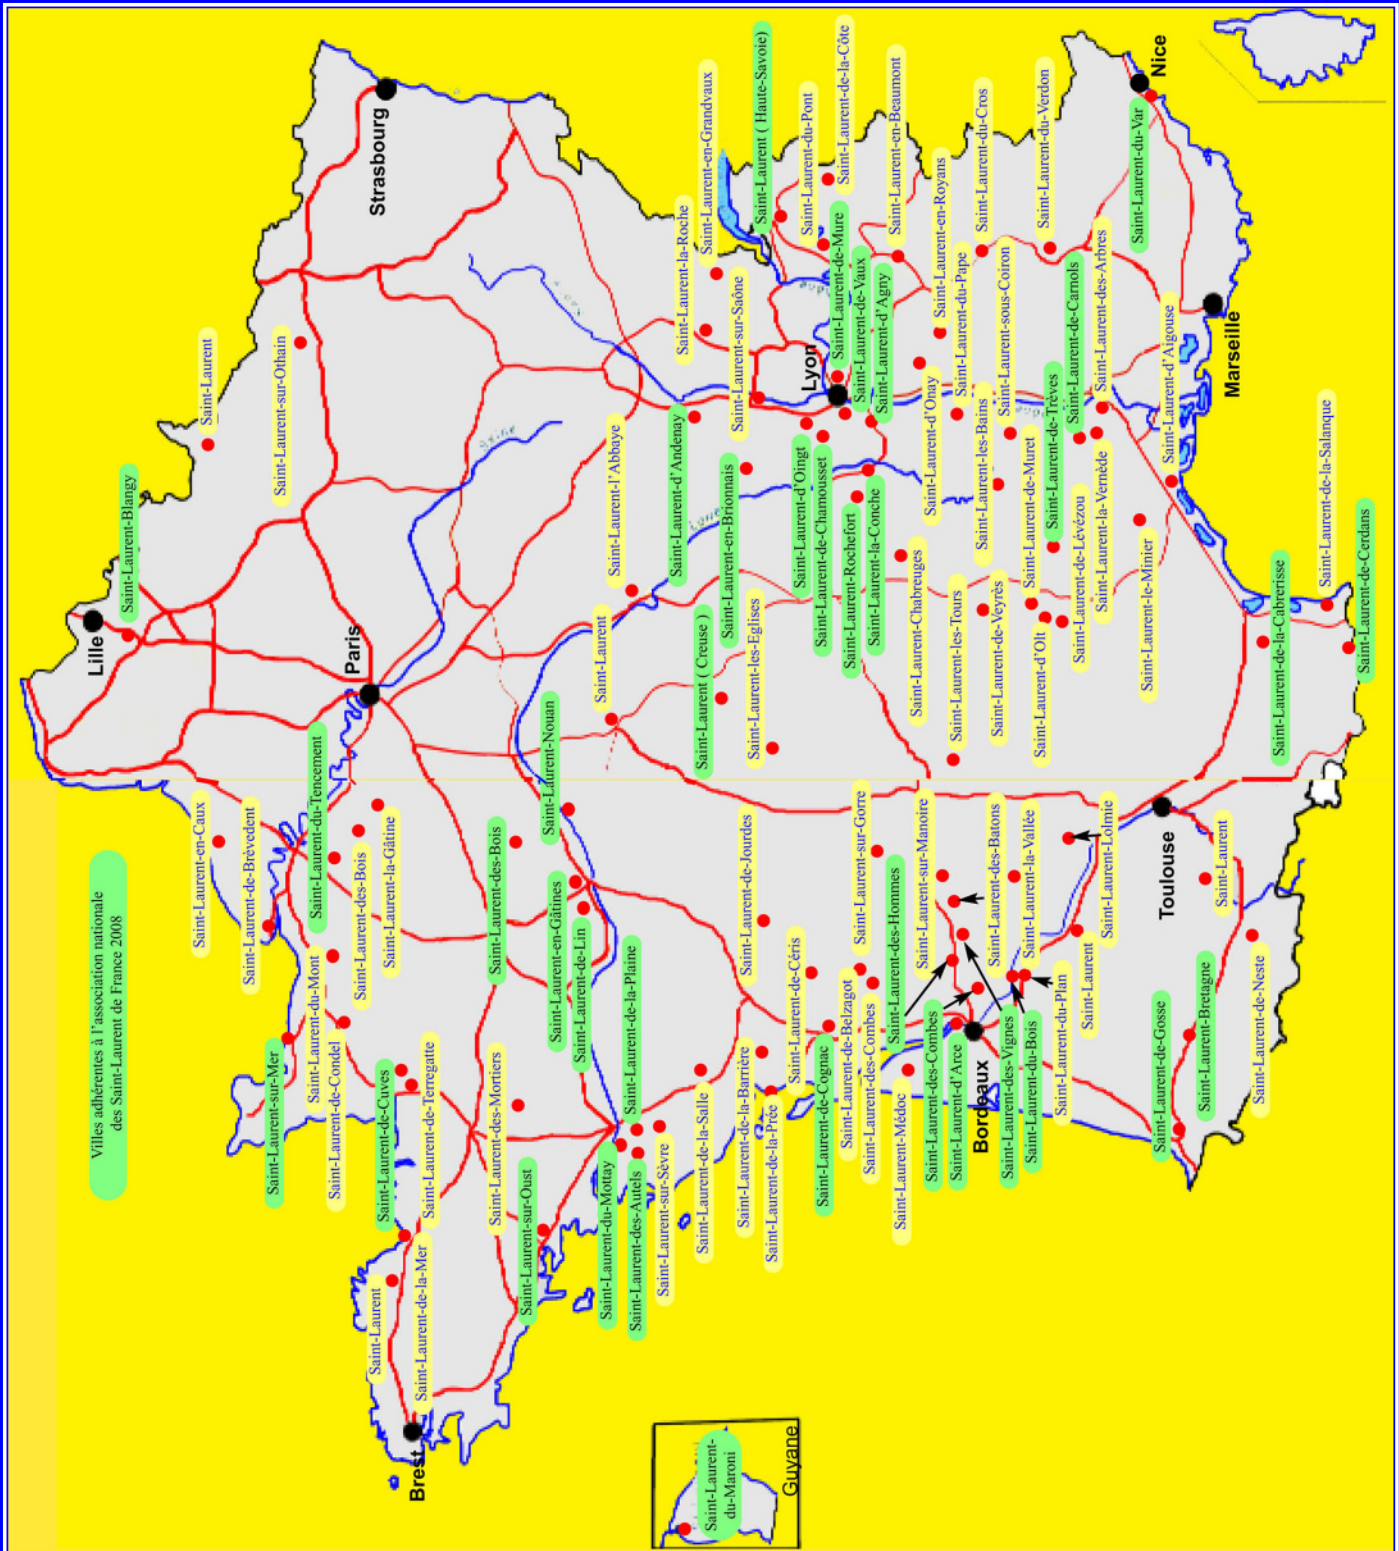 Villes adhérentes à l'association nationale
des Saint-Laurent de France 2008
Lille
Saint-Laurent-Blangy
Saint-Laurent
Saint-Laurent-sur-Othain
Strasbourg
Paris
Saint-Laurent-en-Caux
Saint-Laurent-de-Brèvedent
Saint-Laurent-du-Tencement
Saint-Laurent-des-Bois
Saint-Laurent-la-Gâtine
Saint-Laurent-sur-Mer
Saint-Laurent-du-Mont
Saint-Laurent-de-Condel
Saint-Laurent-de-Cuves
Saint-Laurent-de-Terregatte
Saint-Laurent
Saint-Laurent-de-la-Mer
Brest
Saint-Laurent-des-Mortiers
Saint-Laurent-sur-Oust
Saint-Laurent-des-Bois
Saint-Laurent-Nouan
Saint-Laurent-en-Gâtines
Saint-Laurent-de-Lin
Saint-Laurent-de-la-Plaine
Saint-Laurent-du-Mottay
Saint-Laurent-des-Autels
Saint-Laurent-sur-Sèvre
Saint-Laurent-de-la-Salle
Saint-Laurent-de-la-Barrière
Saint-Laurent-de-la-Prée
Saint-Laurent-de-Jourdes
Saint-Laurent-de-Céris
Saint-Laurent-de-Cognac
Saint-Laurent-de-Belzagot
Saint-Laurent-des-Combes
Saint-Laurent-sur-Gorre
Saint-Laurent-des-Hommes
Saint-Laurent-Médoc
Saint-Laurent-sur-Manoire
Saint-Laurent-des-Combes
Saint-Laurent-d'Arce
Bordeaux
Saint-Laurent-des-Batons
Saint-Laurent-des-Vignes
Saint-Laurent-du-Bois
Saint-Laurent-la-Vallée
Saint-Laurent-du-Plan
Saint-Laurent
Saint-Laurent-Lolmie
Toulouse
Saint-Laurent
Saint-Laurent-de-Gosse
Saint-Laurent-Bretagne
Saint-Laurent-de-Neste
Saint-Laurent
Saint-Laurent-l'Abbaye
Seine
Loire
Saint-Laurent-d'Andenay
Saint-Laurent-en-Brionnais
Saint-Laurent ( Creuse )
Saint-Laurent-les-Eglises
Saint-Laurent-la-Roche
Saint-Laurent-en-Grandvaux
Saint-Laurent-sur-Saône
Saint-Laurent ( Haute-Savoie)
Saint-Laurent-du-Pont
Saint-Laurent-de-la-Côte
Lyon
Saint-Laurent-de-Mure
Saint-Laurent-de-Vaux
Saint-Laurent-d'Agny
Saint-Laurent-d'Oingt
Saint-Laurent-de-Chamousset
Saint-Laurent-Rochefort
Saint-Laurent-la-Conche
Saint-Laurent-en-Beaumont
Saint-Laurent-en-Royans
Saint-Laurent-d'Onay
Saint-Laurent-du-Pape
Saint-Laurent-du-Cros
Saint-Laurent-les-Bains
Saint-Laurent-sous-Coiron
Saint-Laurent-Chabreuges
Saint-Laurent-les-Tours
Saint-Laurent-de-Veyrès
Saint-Laurent-de-Muret
Saint-Laurent-d'Olt
Saint-Laurent-de-Trèves
Saint-Laurent-de-Lévézou
Saint-Laurent-du-Verdon
Saint-Laurent-de-Carnols
Saint-Laurent-la-Vernède
Saint-Laurent-des-Arbres
Saint-Laurent-le-Minier
Saint-Laurent-d'Aigouse
Saint-Laurent-du-Var
Nice
Marseille
Saint-Laurent-de-la-Cabrerisse
Saint-Laurent-de-la-Salanque
Saint-Laurent-de-Cerdans
Saint-Laurent-
du-Maroni
Guyane